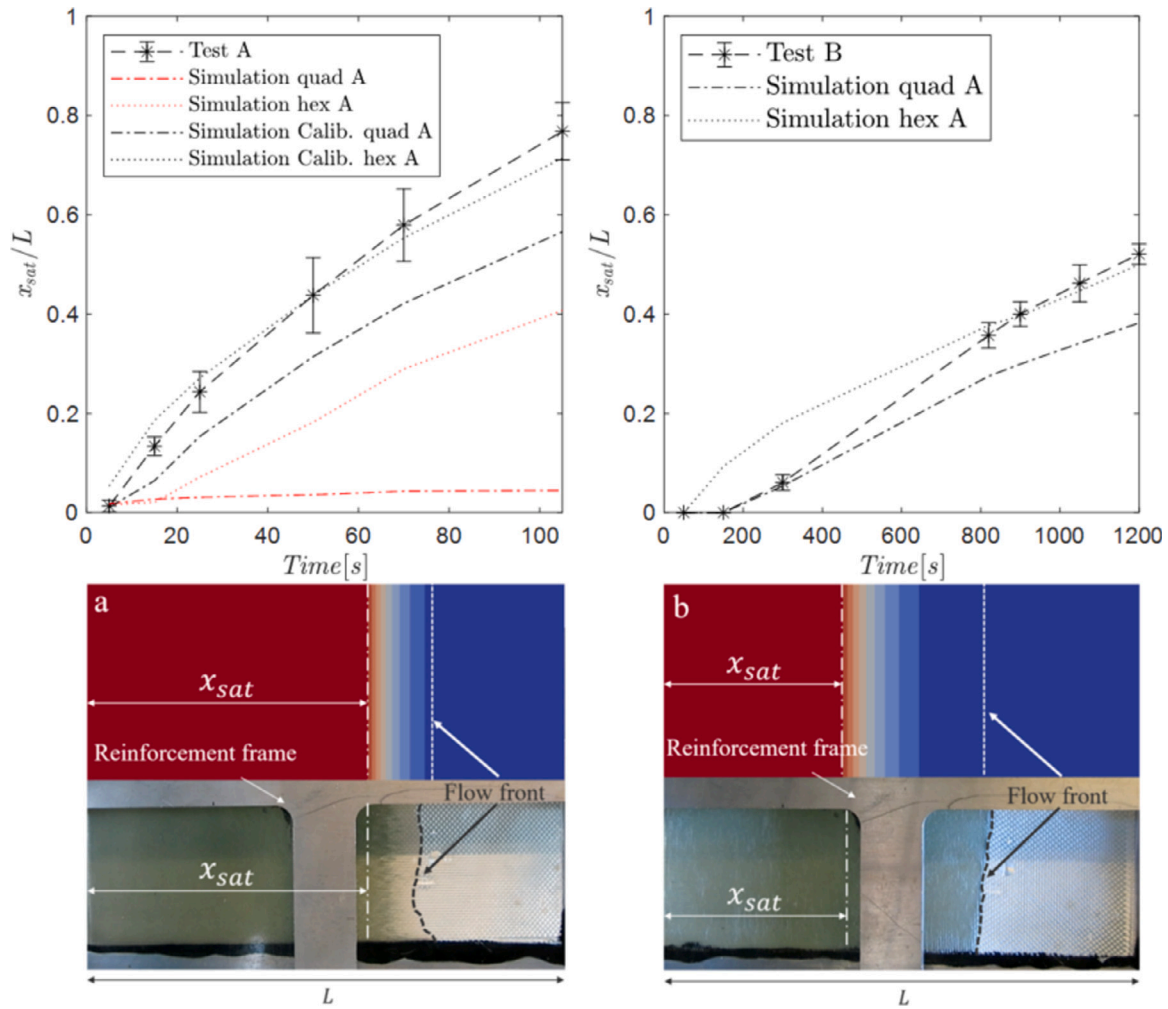 1
0.8
0.6
0.4
0.2
0
x_sat/L
Test A
Simulation quad A
Simulation hex A
Simulation Calib. quad A
Simulation Calib. hex A
0 20 40 60 80 100
Time[s]
1
0.8
0.6
0.4
0.2
0
x_sat/L
Test B
Simulation quad A
Simulation hex A
0 200 400 600 800 1000 1200
Time[s]
a
x_sat
Reinforcement frame
Flow front
x_sat
L
b
x_sat
Reinforcement frame
Flow front
x_sat
L